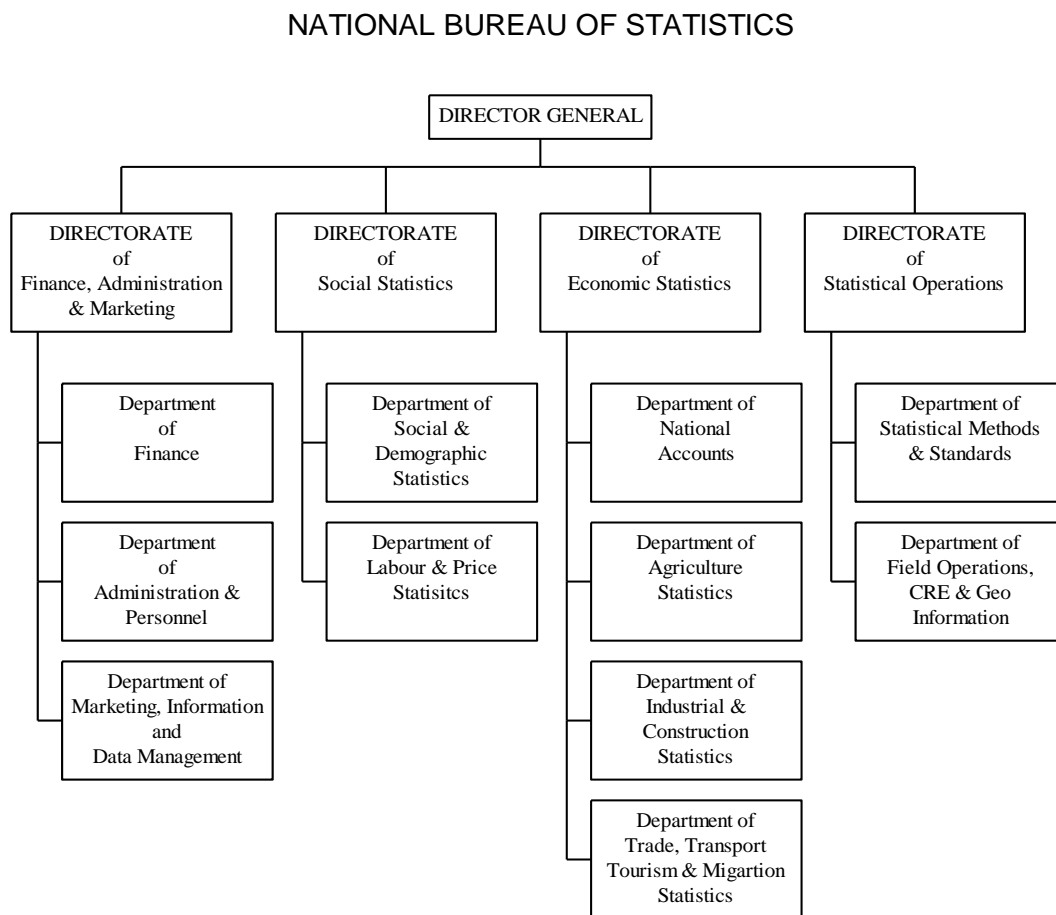 NATIONAL BUREAU OF STATISTICS
DIRECTOR GENERAL
DIRECTORATE
of
Finance, Administration
& Marketing
DIRECTORATE
of
Social Statistics
DIRECTORATE
of
Economic Statistics
DIRECTORATE
of
Statistical Operations
Department
of
Finance
Department
of
Administration &
Personnel
Department of
Marketing, Information
and
Data Management
Department of
Social &
Demographic
Statistics
Department of
Labour & Price
Statisitcs
Department of
National
Accounts
Department of
Agriculture
Statistics
Department of
Industrial &
Construction
Statistics
Department of
Trade, Transport
Tourism & Migartion
Statistics
Department of
Statistical Methods
& Standards
Department of
Field Operations,
CRE & Geo
Information